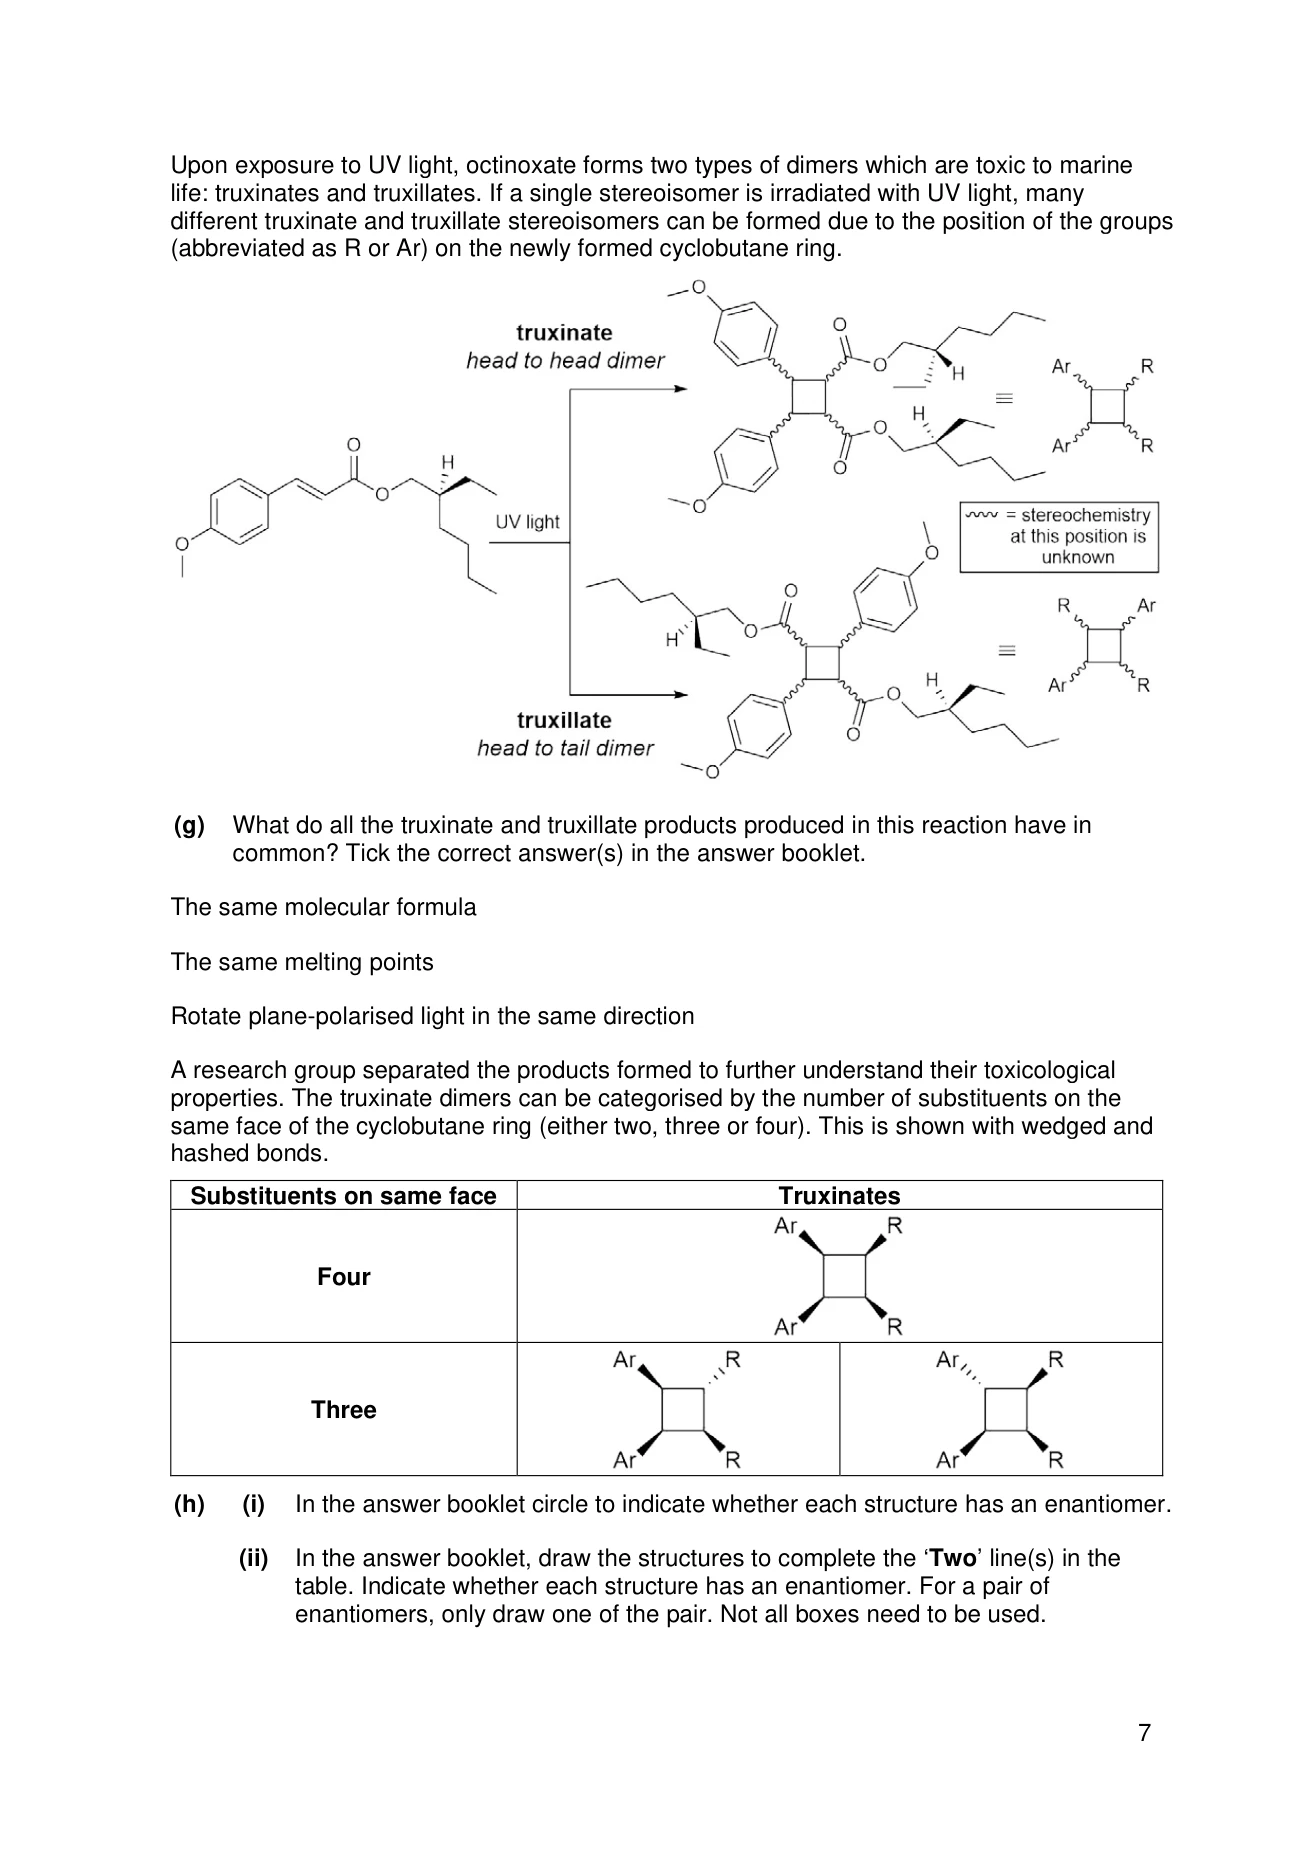 Upon exposure to UV light, octinoxate forms two types of dimers which are toxic to marine
life: truxinates and truxillates. If a single stereoisomer is irradiated with UV light, many
different truxinate and truxillate stereoisomers can be formed due to the position of the groups
(abbreviated as R or Ar) on the newly formed cyclobutane ring.
truxinate
head to head dimer
O
O
O
H
Ar
R
≡
H
O
O
O
Ar
R
O
O
H
O
UV light
= stereochemistry
at this position is
unknown
O
O
O
H
R
Ar
≡
H
O
O
O
Ar
R
truxillate
head to tail dimer
(g) What do all the truxinate and truxillate products produced in this reaction have in
common? Tick the correct answer(s) in the answer booklet.
The same molecular formula
The same melting points
Rotate plane-polarised light in the same direction
A research group separated the products formed to further understand their toxicological
properties. The truxinate dimers can be categorised by the number of substituents on the
same face of the cyclobutane ring (either two, three or four). This is shown with wedged and
hashed bonds.
Substituents on same face Truxinates
Ar R
Four
Ar R
Ar R Ar R
Three
Ar R Ar R
(h) (i) In the answer booklet circle to indicate whether each structure has an enantiomer.
(ii) In the answer booklet, draw the structures to complete the ‘Two’ line(s) in the
table. Indicate whether each structure has an enantiomer. For a pair of
enantiomers, only draw one of the pair. Not all boxes need to be used.
7